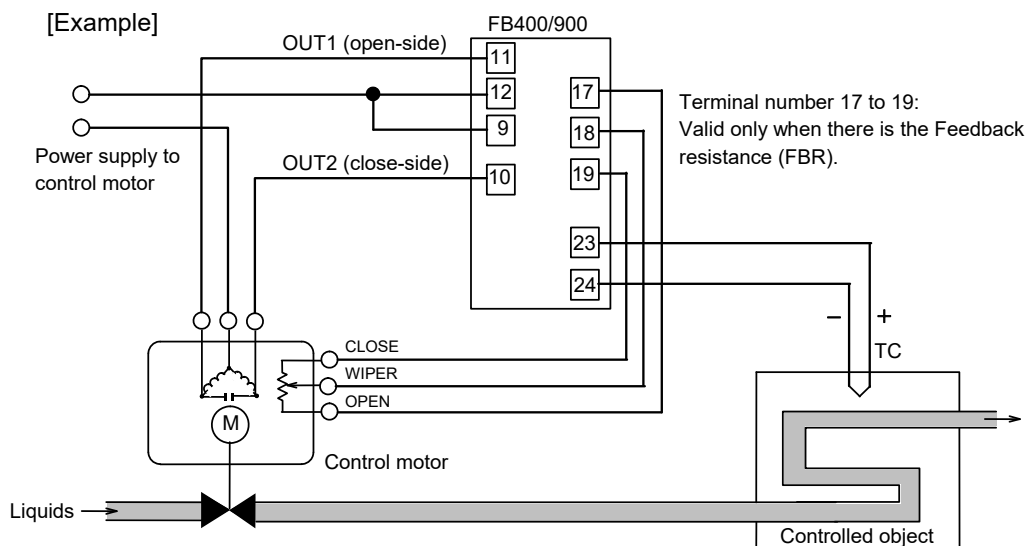 [Example]
FB400/900
OUT1 (open-side)
11
12
9
10
17
18
19
23
24
Terminal number 17 to 19:
Valid only when there is the Feedback
resistance (FBR).
Power supply to
control motor
OUT2 (close-side)
− +
TC
CLOSE
WIPER
OPEN
M
Control motor
Liquids
Controlled object